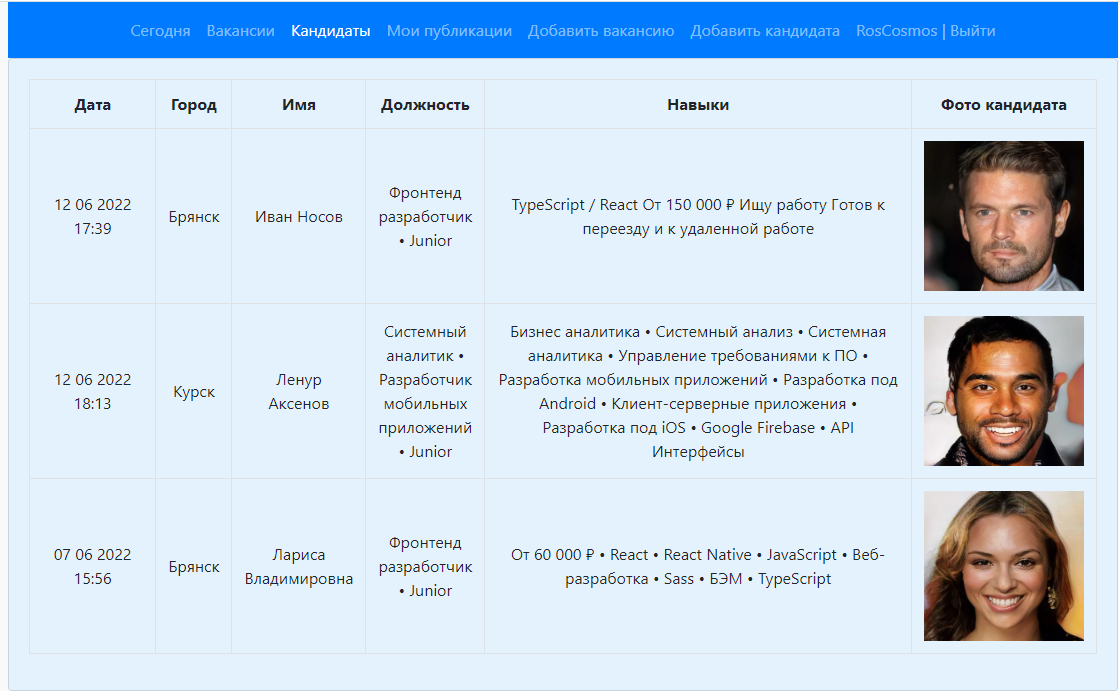 Сегодня Вакансии Кандидаты Мои публикации Добавить вакансию Добавить кандидата RosCosmos | Выйти
Дата Город Имя Должность Навыки Фото кандидата
12 06 2022
17:39
Брянск
Иван Носов
Фронтенд
разработчик
• Junior
TypeScript / React От 150 000 ₽ Ищу работу Готов к
переезду и к удаленной работе
12 06 2022
18:13
Курск
Ленур
Аксенов
Системный
аналитик •
Разработчик
мобильных
приложений
• Junior
Бизнес аналитика • Системный анализ • Системная
аналитика • Управление требованиями к ПО •
Разработка мобильных приложений • Разработка под
Android • Клиент-серверные приложения •
Разработка под iOS • Google Firebase • API
Интерфейсы
07 06 2022
15:56
Брянск
Лариса
Владимировна
Фронтенд
разработчик
• Junior
От 60 000 ₽ • React • React Native • JavaScript • Веб-
разработка • Sass • БЭМ • TypeScript